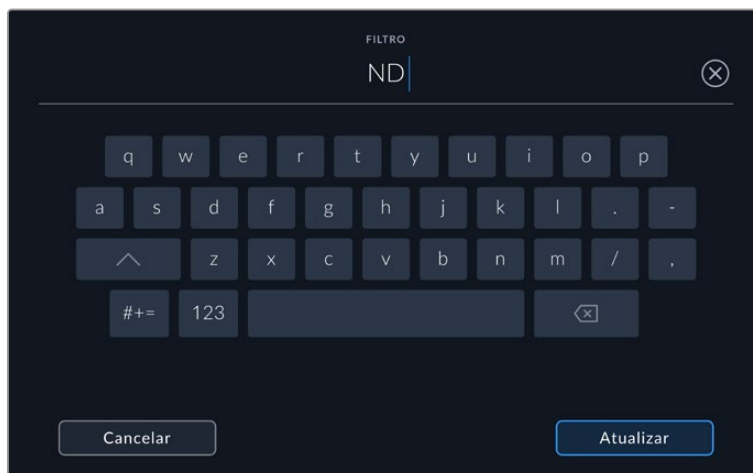 FILTRO
ND
q w e r t y u i o p
a s d f g h j k l . -
z x c v b n m / ,
#+= 123
Cancelar Atualizar